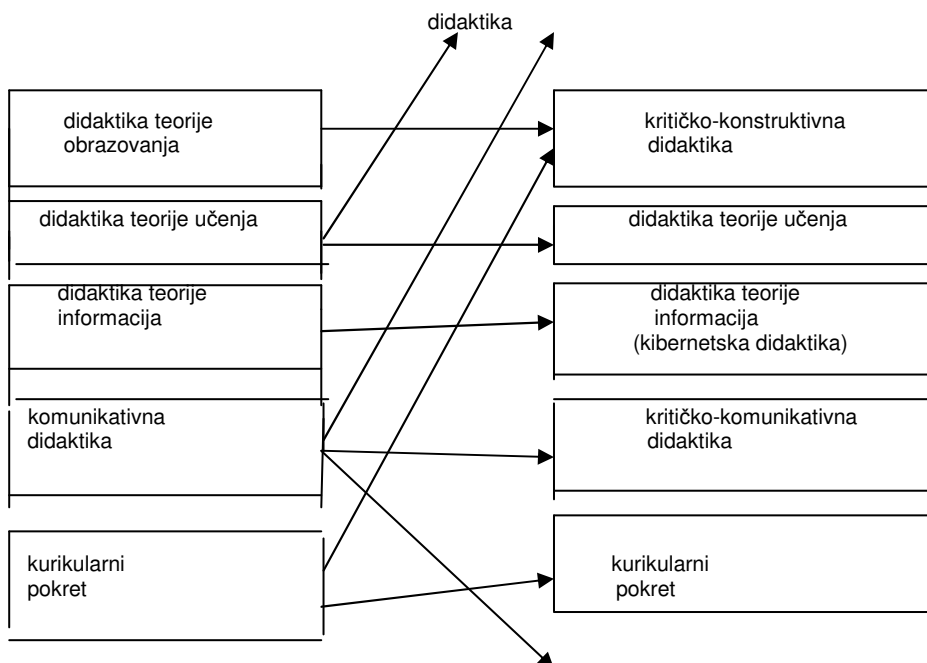 didaktika
didaktika teorije
obrazovanja
kritičko-konstruktivna
didaktika
didaktika teorije učenja
didaktika teorije učenja
didaktika teorije
informacija
didaktika teorije
informacija
(kibernetska didaktika)
komunikativna
didaktika
kritičko-komunikativna
didaktika
kurikularni
pokret
kurikularni
pokret